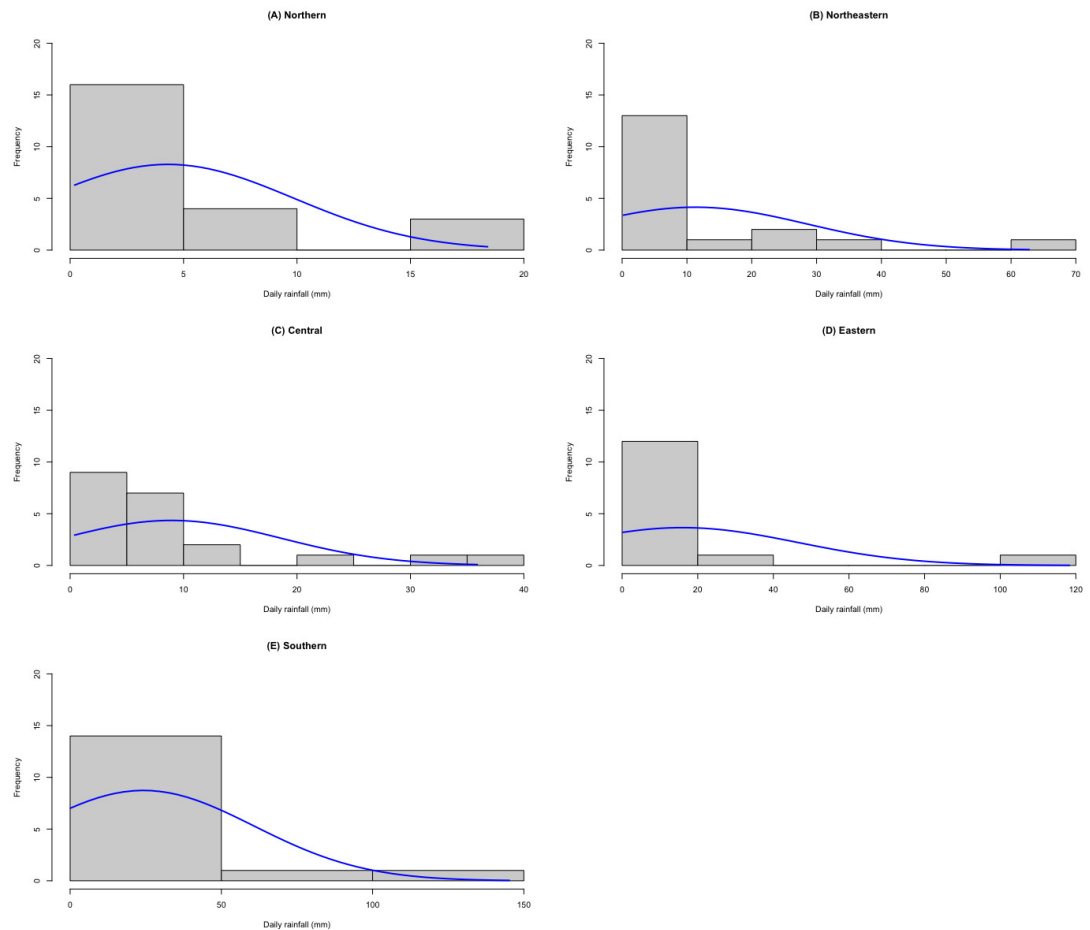 (A) Northern
Frequency
0 5 10 15 20
0 5 10 15 20
Daily rainfall (mm)
(B) Northeastern
Frequency
0 5 10 15 20
0 10 20 30 40 50 60 70
Daily rainfall (mm)
(C) Central
Frequency
0 5 10 15 20
0 10 20 30 40
Daily rainfall (mm)
(D) Eastern
Frequency
0 5 10 15 20
0 20 40 60 80 100 120
Daily rainfall (mm)
(E) Southern
Frequency
0 5 10 15 20
0 50 100 150
Daily rainfall (mm)